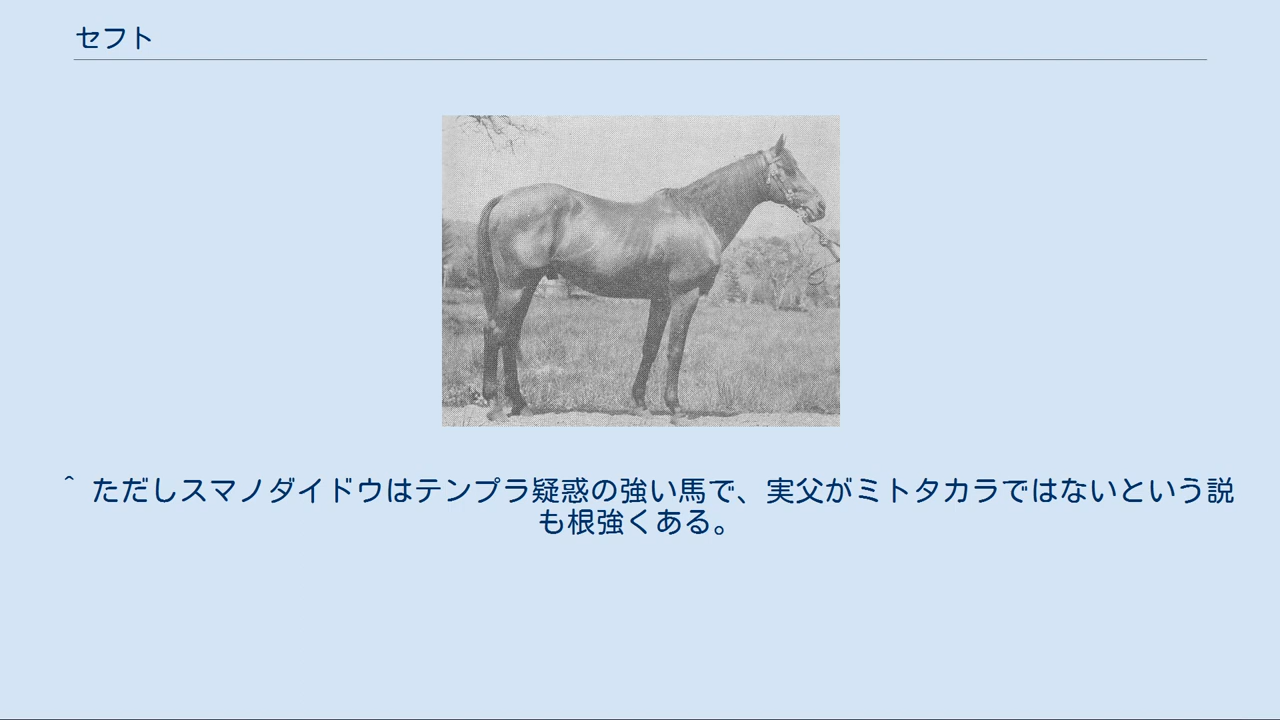 セフト
^ ただしスマノダイドウはテンプラ疑惑の強い馬で、実父がミトタカラではないという説
も根強くある。